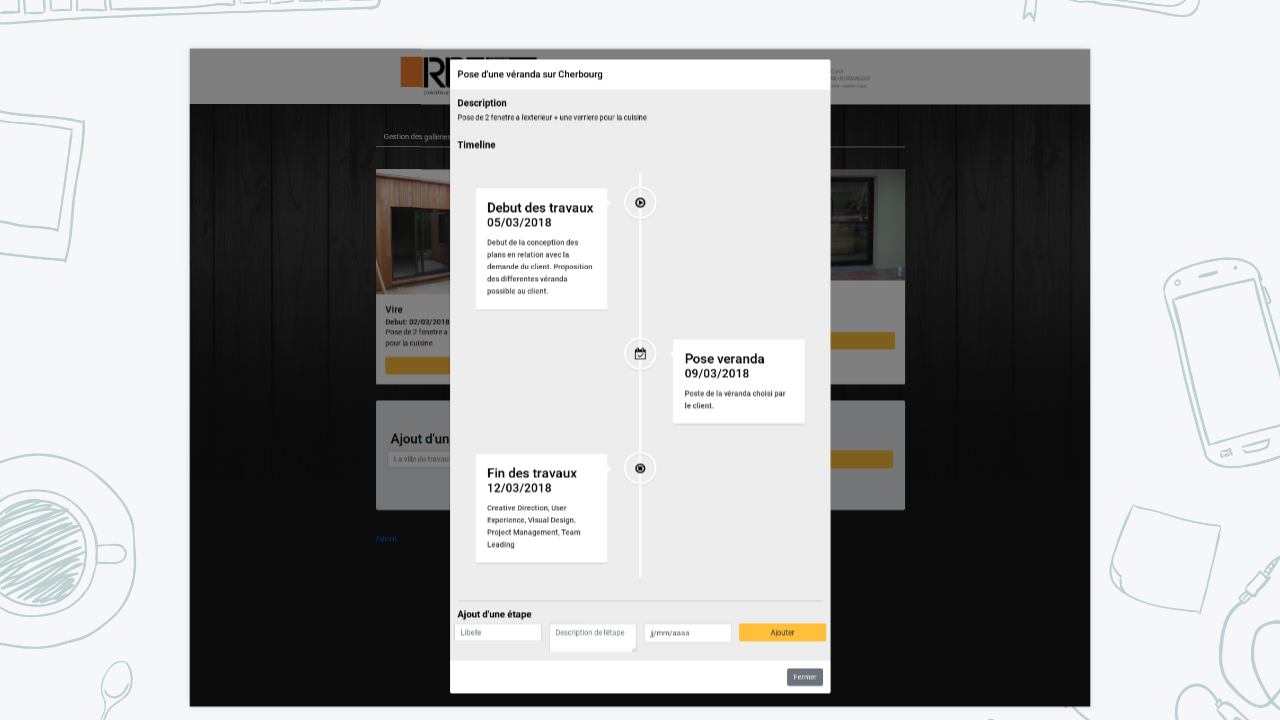 Pose d'une véranda sur Cherbourg
Description
Pose de 2 fenetre a l'exterieur + une verriere pour la cuisine
Gestion des galleries
Timeline
Debut des travaux
05/03/2018
Debut de la conception des
plans en relation avec la
demande du client. Proposition
des differentes véranda
possible au client.
Vire
Debut: 02/03/2018
Pose de 2 fenetre a
pour la cuisine
Pose veranda
09/03/2018
Poste de la véranda choisi par
le client.
Ajout d'un
La ville du travaux
Fin des travaux
12/03/2018
Creative Direction, User
Experience, Visual Design,
Project Management, Team
Leading
Admin
Ajout d'une étape
Libelle
Description de l'étape
jj/mm/aaaa
Ajouter
Fermer